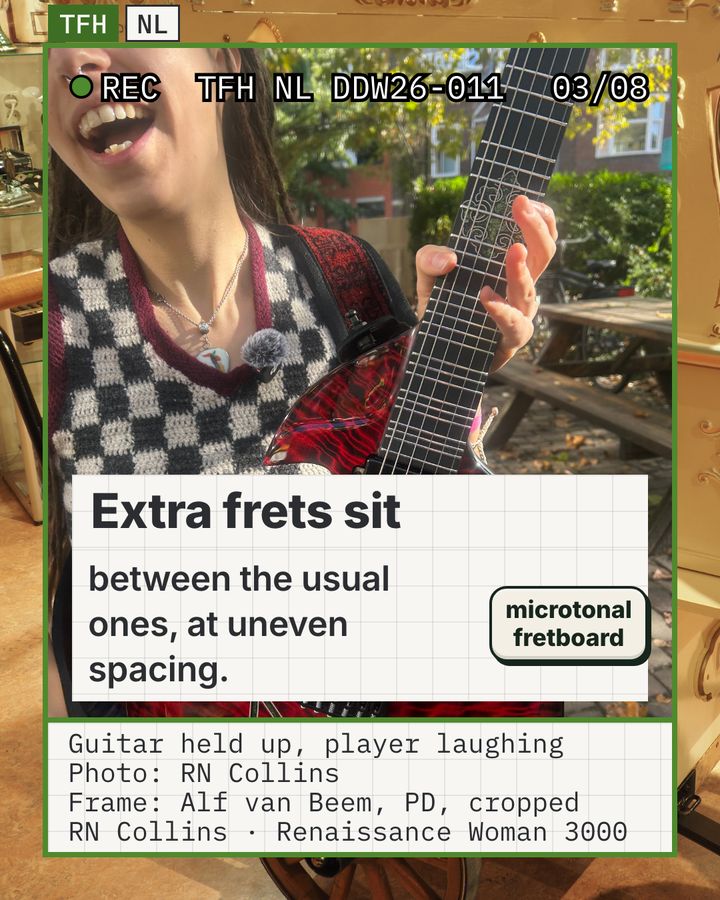 TFH NL
REC TFH NL DDW26-011 03/08
Extra frets sit
between the usual
ones, at uneven
spacing.
microtonal
fretboard
Guitar held up, player laughing
Photo: RN Collins
Frame: Alf van Beem, PD, cropped
RN Collins · Renaissance Woman 3000